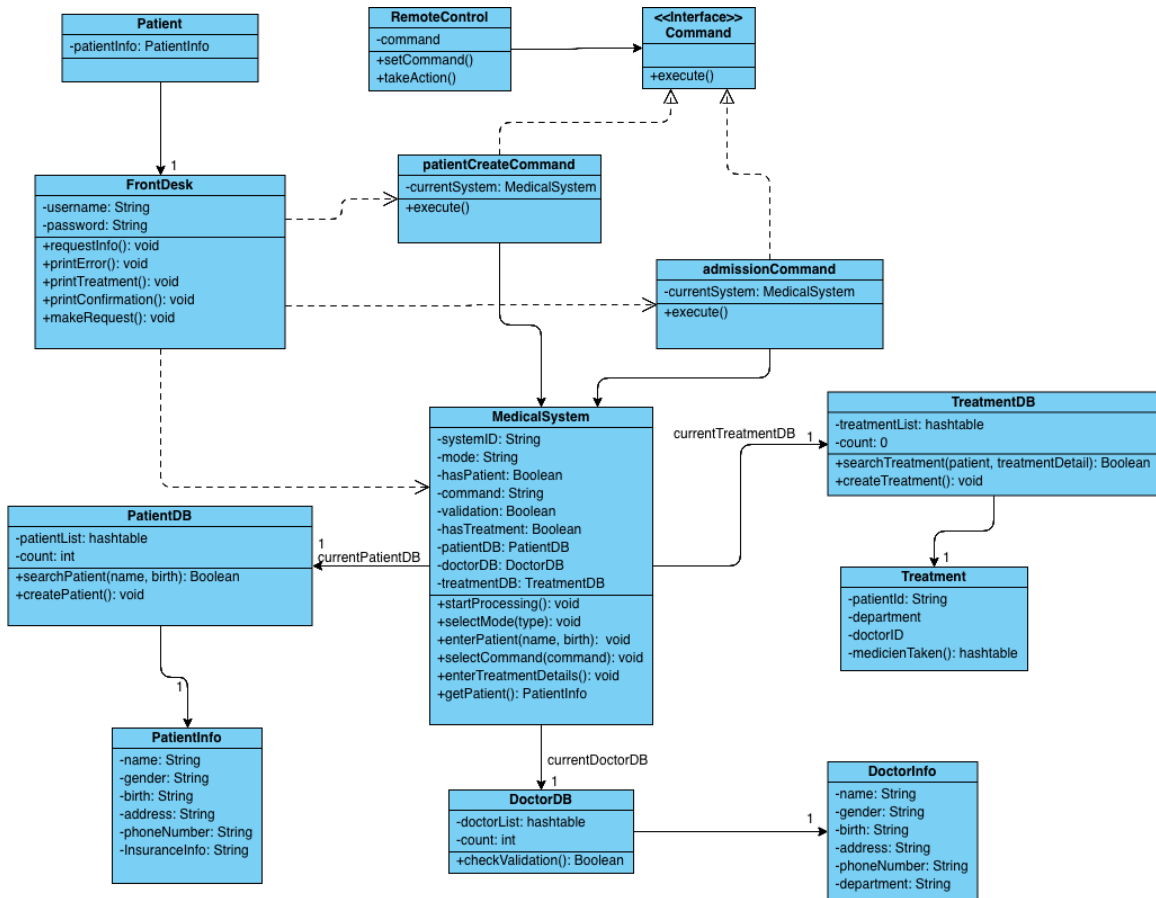 Patient
-patientInfo: PatientInfo
RemoteControl
-command
+setCommand()
+takeAction()
<<Interface>>
Command
+execute()
1
FrontDesk
-username: String
-password: String
+requestInfo(): void
+printError(): void
+printTreatment(): void
+printConfirmation(): void
+makeRequest(): void
patientCreateCommand
-currentSystem: MedicalSystem
+execute()
admissionCommand
-currentSystem: MedicalSystem
+execute()
MedicalSystem
-systemID: String
-mode: String
-hasPatient: Boolean
-command: String
-validation: Boolean
-hasTreatment: Boolean
-patientDB: PatientDB
-doctorDB: DoctorDB
-treatmentDB: TreatmentDB
+startProcessing(): void
+selectMode(type): void
+enterPatient(name, birth):  void
+selectCommand(command): void
+enterTreatmentDetails(): void
+getPatient(): PatientInfo
currentTreatmentDB
1
TreatmentDB
-treatmentList: hashtable
-count: 0
+searchTreatment(patient, treatmentDetail): Boolean
+createTreatment(): void
1
Treatment
-patientId: String
-department
-doctorID
-medicienTaken(): hashtable
PatientDB
-patientList: hashtable
-count: int
+searchPatient(name, birth): Boolean
+createPatient(): void
1
currentPatientDB
1
PatientInfo
-name: String
-gender: String
-birth: String
-address: String
-phoneNumber: String
-InsuranceInfo: String
currentDoctorDB
1
DoctorDB
-doctorList: hashtable
-count: int
+checkValidation(): Boolean
1
DoctorInfo
-name: String
-gender: String
-birth: String
-address: String
-phoneNumber: String
-department: String